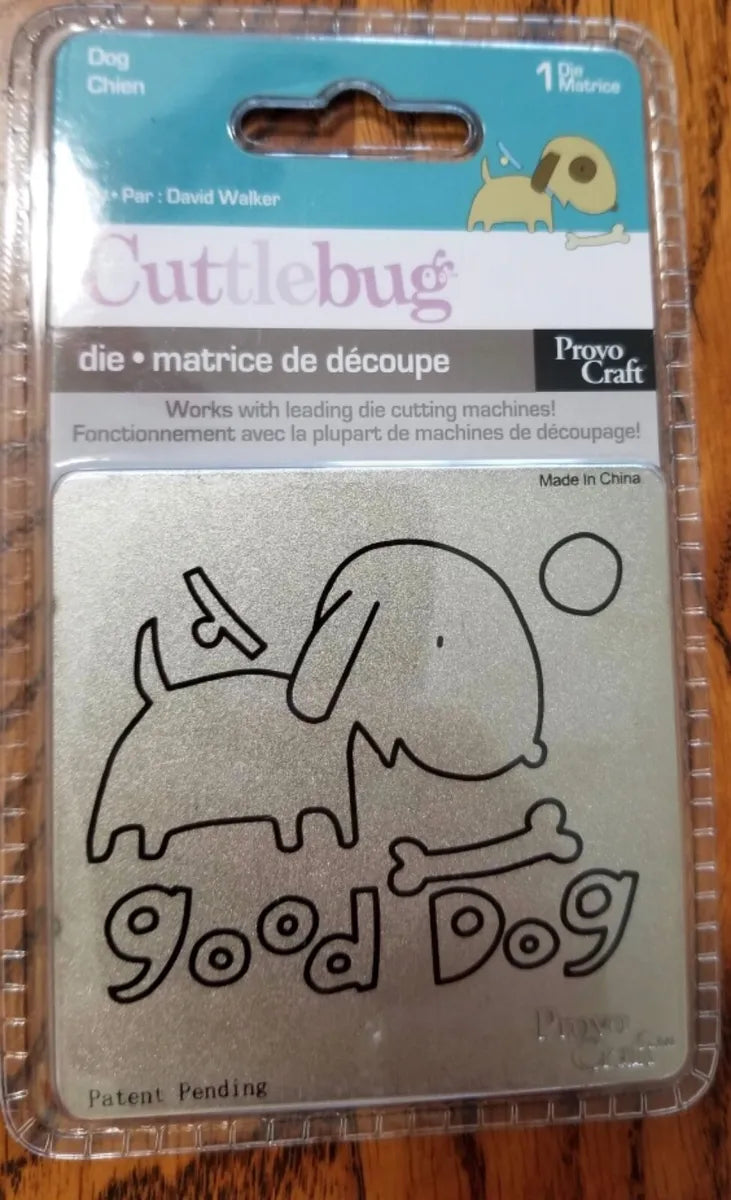 Dog
Chien
1 Die
Matrice
• Par : David Walker
Cuttlebug
die • matrice de découpe
Provo
Craft
Works with leading die cutting machines!
Fonctionnement avec la plupart de machines de découpage!
Made In China
good Dog
Provo
Craft
Patent Pending